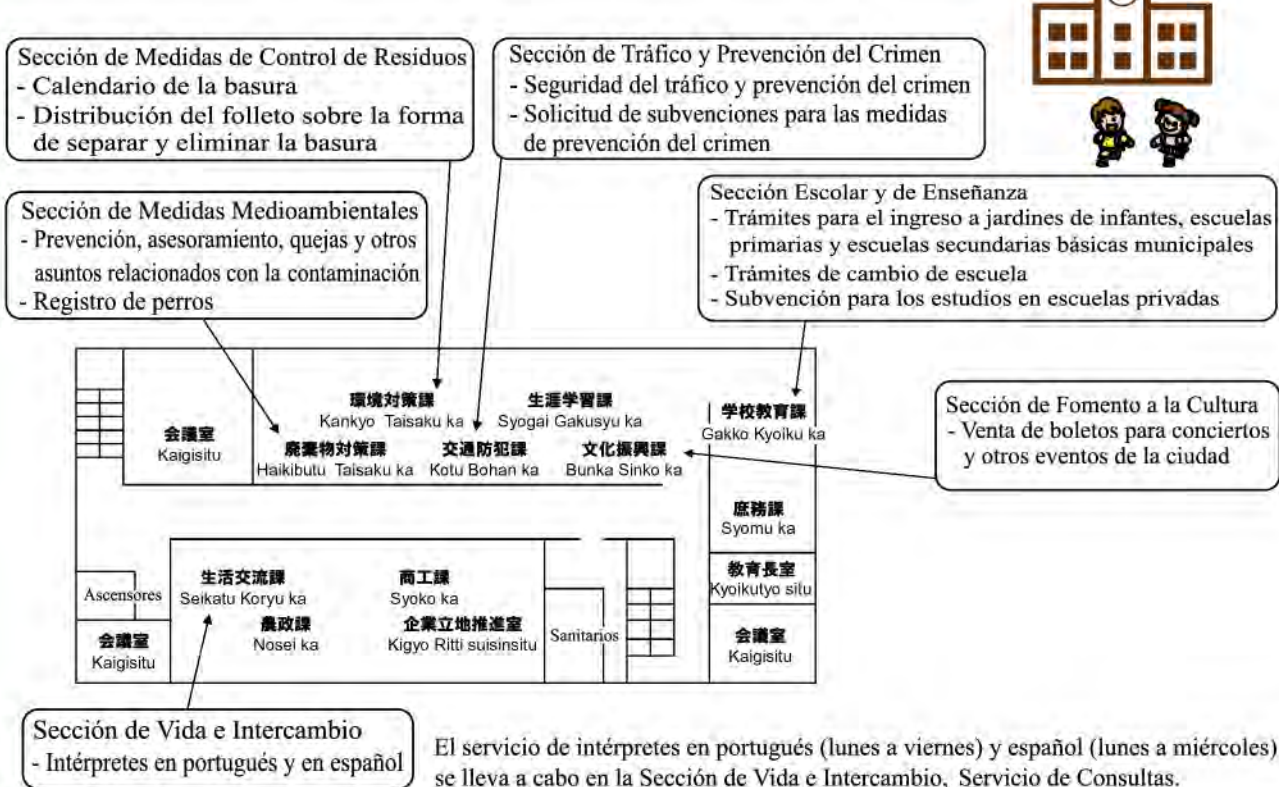 Sección de Medidas de Control de Residuos
- Calendario de la basura
- Distribución del folleto sobre la forma
de separar y eliminar la basura
Sección de Tráfico y Prevención del Crimen
- Seguridad del tráfico y prevención del crimen
- Solicitud de subvenciones para las medidas
de prevención del crimen
Sección de Medidas Medioambientales
- Prevención, asesoramiento, quejas y otros
asuntos relacionados con la contaminación
- Registro de perros
Sección Escolar y de Enseñanza
- Trámites para el ingreso a jardines de infantes, escuelas
primarias y escuelas secundarias básicas municipales
- Trámites de cambio de escuela
- Subvención para los estudios en escuelas privadas
会議室
Kaigisitu
環境対策課
Kankyo Taisaku ka
生涯学習課
Syogai Gakusyu ka
廃棄物対策課
Haikibutu Taisaku ka
交通防犯課
Kotu Bohan ka
文化振興課
Bunka Sinko ka
学校教育課
Gakko Kyoiku ka
Sección de Fomento a la Cultura
- Venta de boletos para conciertos
y otros eventos de la ciudad
庶務課
Syomu ka
教育長室
Kyoikutyo situ
会議室
Kaigisitu
Ascensores
会議室
Kaigisitu
生活交流課
Seikatu Koryu ka
商工課
Syoko ka
農政課
Nosei ka
企業立地推進室
Kigyo Ritti suisinsitu
Sanitarios
Sección de Vida e Intercambio
- Intérpretes en portugués y en español
El servicio de intérpretes en portugués (lunes a viernes) y español (lunes a miércoles)
se lleva a cabo en la Sección de Vida e Intercambio, Servicio de Consultas.